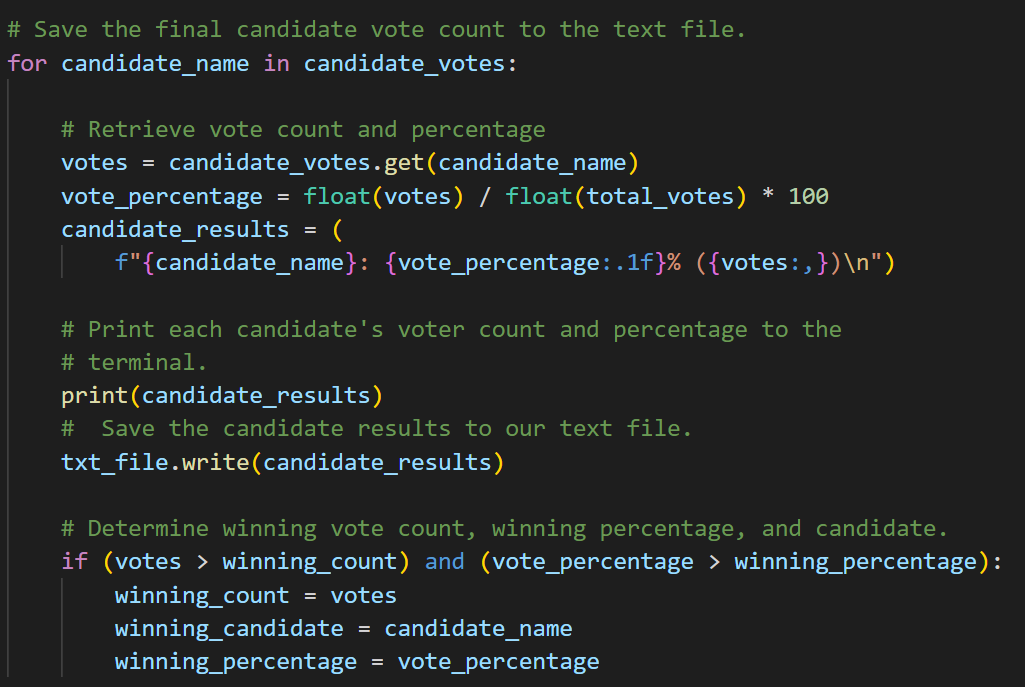 # Save the final candidate vote count to the text file.
for candidate_name in candidate_votes:
# Retrieve vote count and percentage
votes = candidate_votes.get(candidate_name)
vote_percentage = float(votes) / float(total_votes) * 100
candidate_results = (
f"{candidate_name}: {vote_percentage:.1f}% ({votes:,})\n")
# Print each candidate's voter count and percentage to the
# terminal.
print(candidate_results)
#  Save the candidate results to our text file.
txt_file.write(candidate_results)
# Determine winning vote count, winning percentage, and candidate.
if (votes > winning_count) and (vote_percentage > winning_percentage):
winning_count = votes
winning_candidate = candidate_name
winning_percentage = vote_percentage